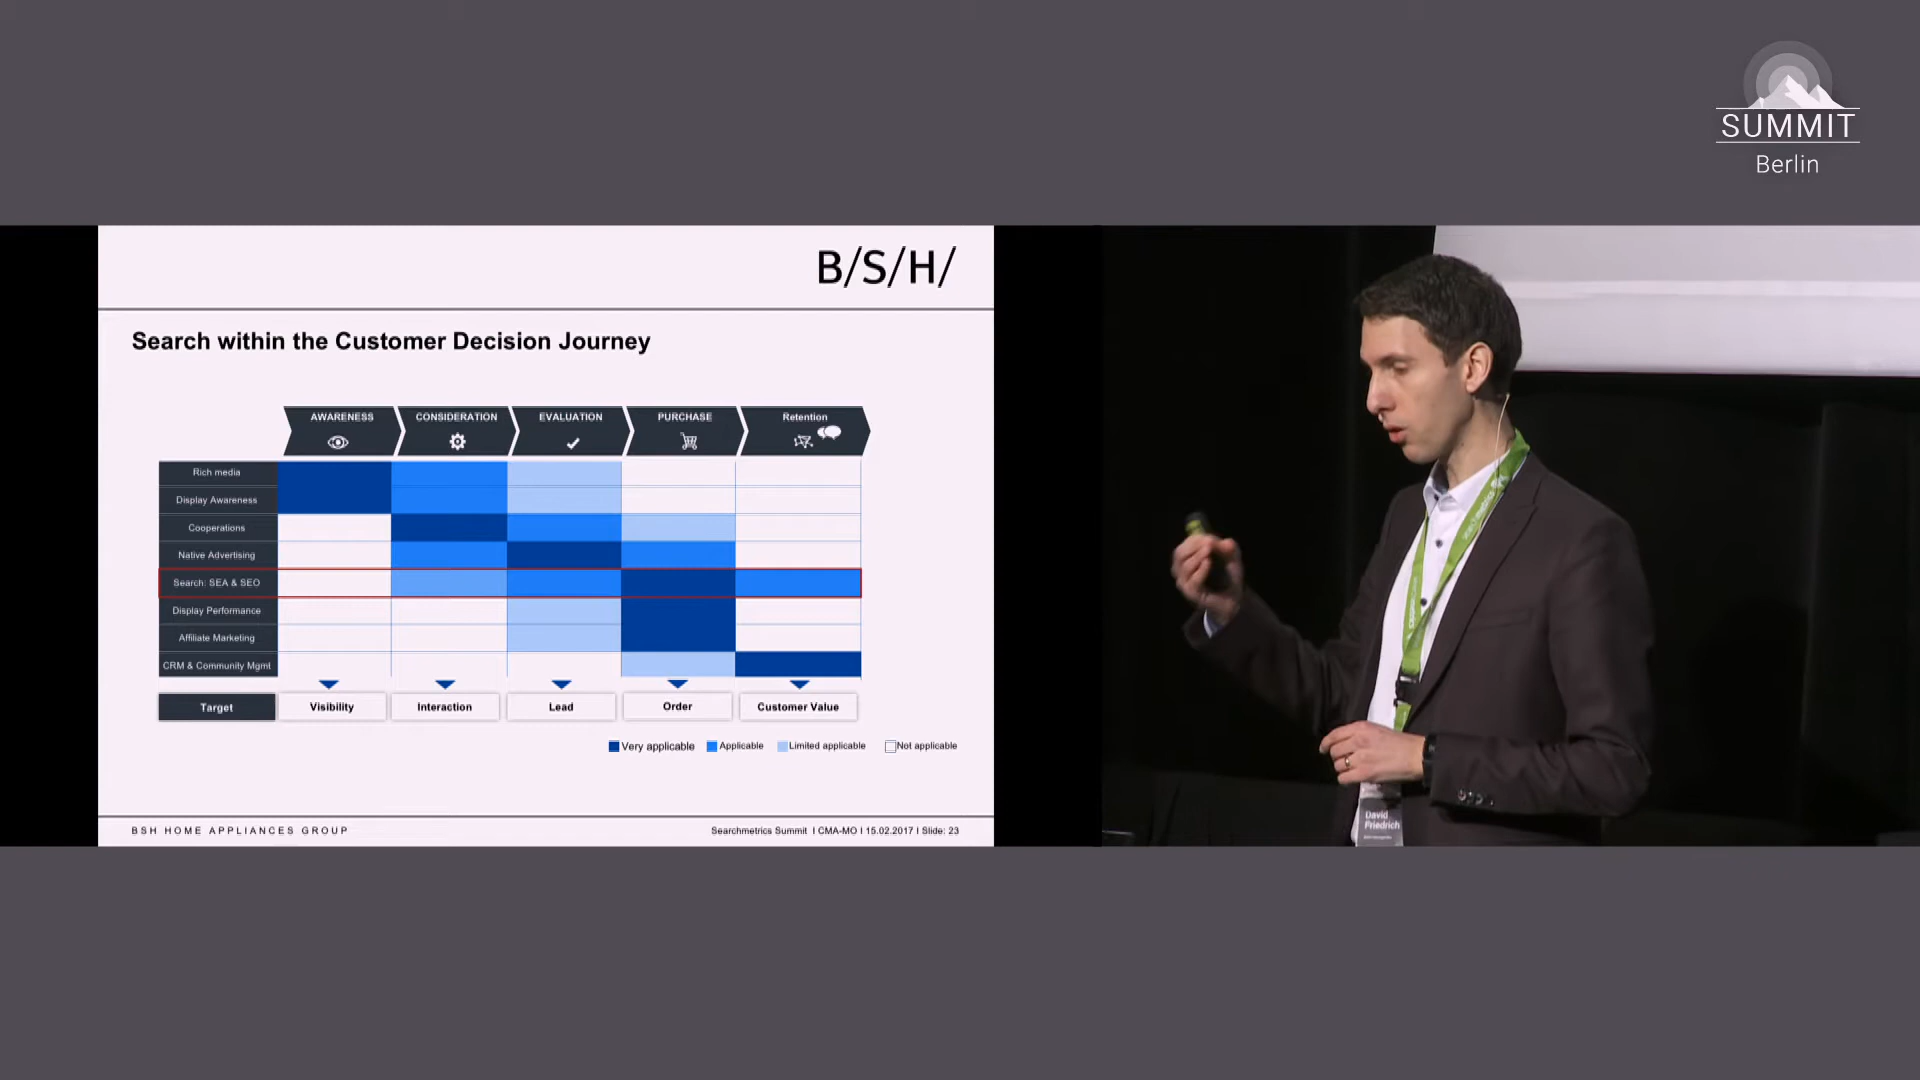 SUMMIT
Berlin
B/S/H/
Search within the Customer Decision Journey
AWARENESS CONSIDERATION EVALUATION PURCHASE Retention
Rich media
Display Awareness
Cooperations
Native Advertising
Search: SEA & SEO
Display Performance
Affiliate Marketing
CRM & Community Mgmt
Target Visibility Interaction Lead Order Customer Value
Very applicable Applicable Limited applicable Not applicable
BSH HOME APPLIANCES GROUP
Searchmetrics Summit I CMA-MO I 15.02.2017 I Slide: 23
David
Friedrich